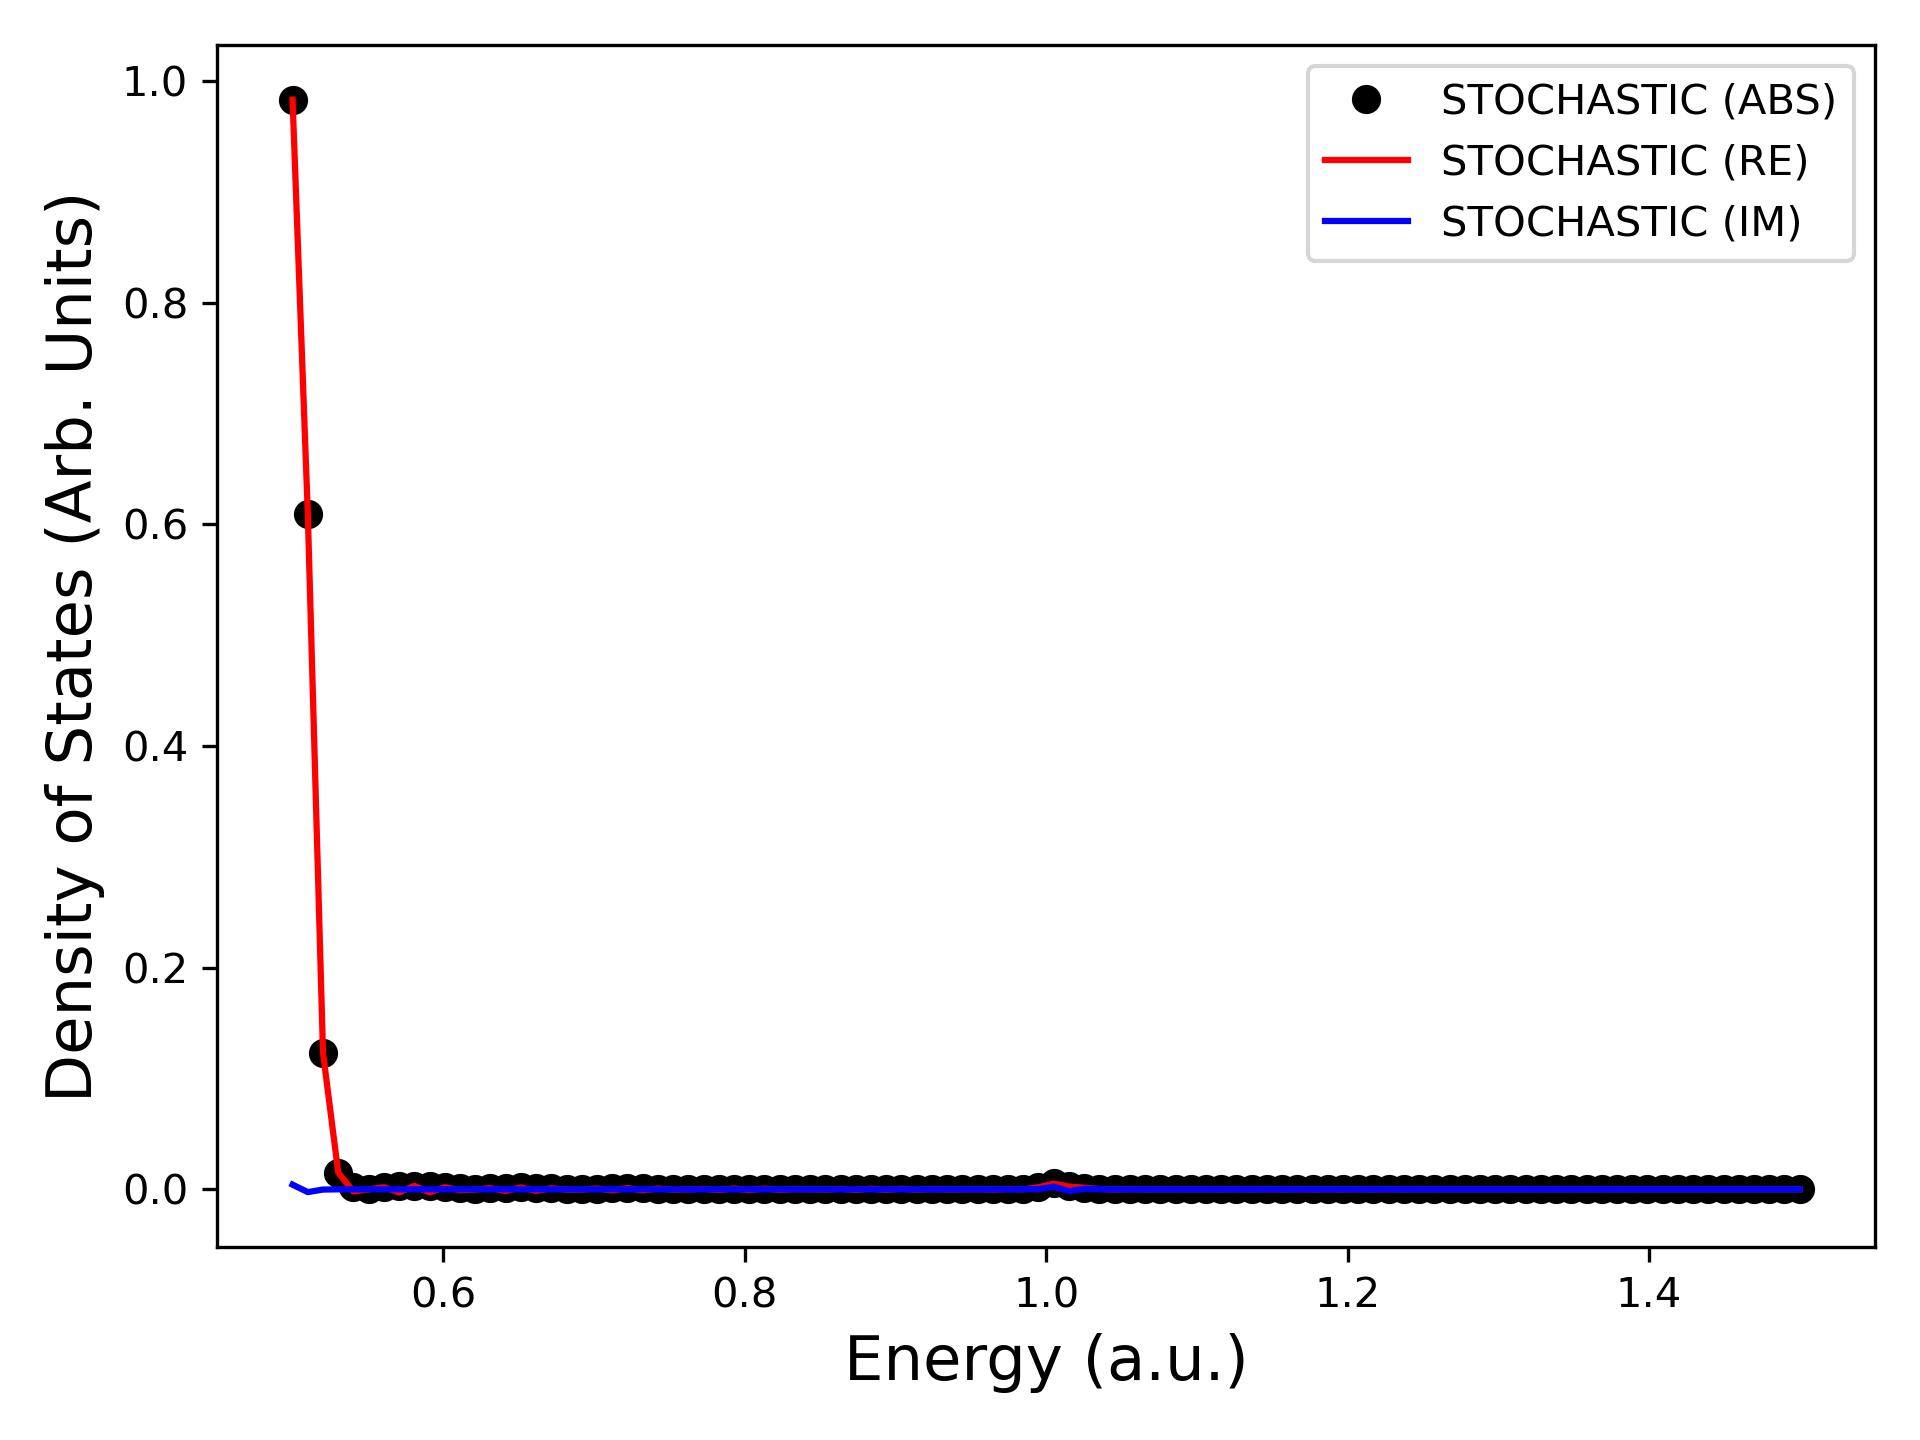 STOCHASTIC (ABS)
STOCHASTIC (RE)
STOCHASTIC (IM)
Density of States (Arb. Units)
1.0
0.8
0.6
0.4
0.2
0.0
0.6 0.8 1.0 1.2 1.4
Energy (a.u.)